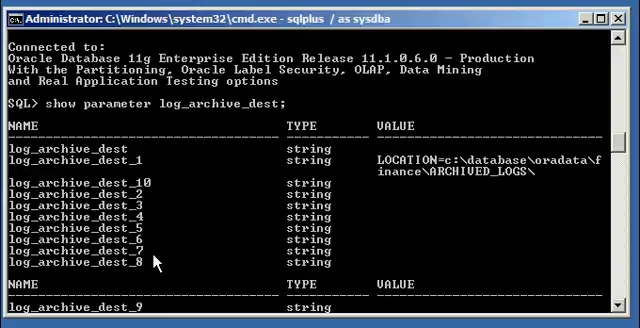 Administrator: C:\Windows\system32\cmd.exe - sqlplus / as sysdba
Connected to:
Oracle Database 11g Enterprise Edition Release 11.1.0.6.0 - Production
With the Partitioning, Oracle Label Security, OLAP, Data Mining
and Real Application Testing options
SQL> show parameter log_archive_dest;
NAME TYPE VALUE
------------------------------------ ----------- ------------------------------
log_archive_dest string
log_archive_dest_1 string LOCATION=c:\database\oradata\f
inance\ARCHIVED_LOGS\
log_archive_dest_10 string
log_archive_dest_2 string
log_archive_dest_3 string
log_archive_dest_4 string
log_archive_dest_5 string
log_archive_dest_6 string
log_archive_dest_7 string
log_archive_dest_8 string
NAME TYPE VALUE
------------------------------------ ----------- ------------------------------
log_archive_dest_9 string